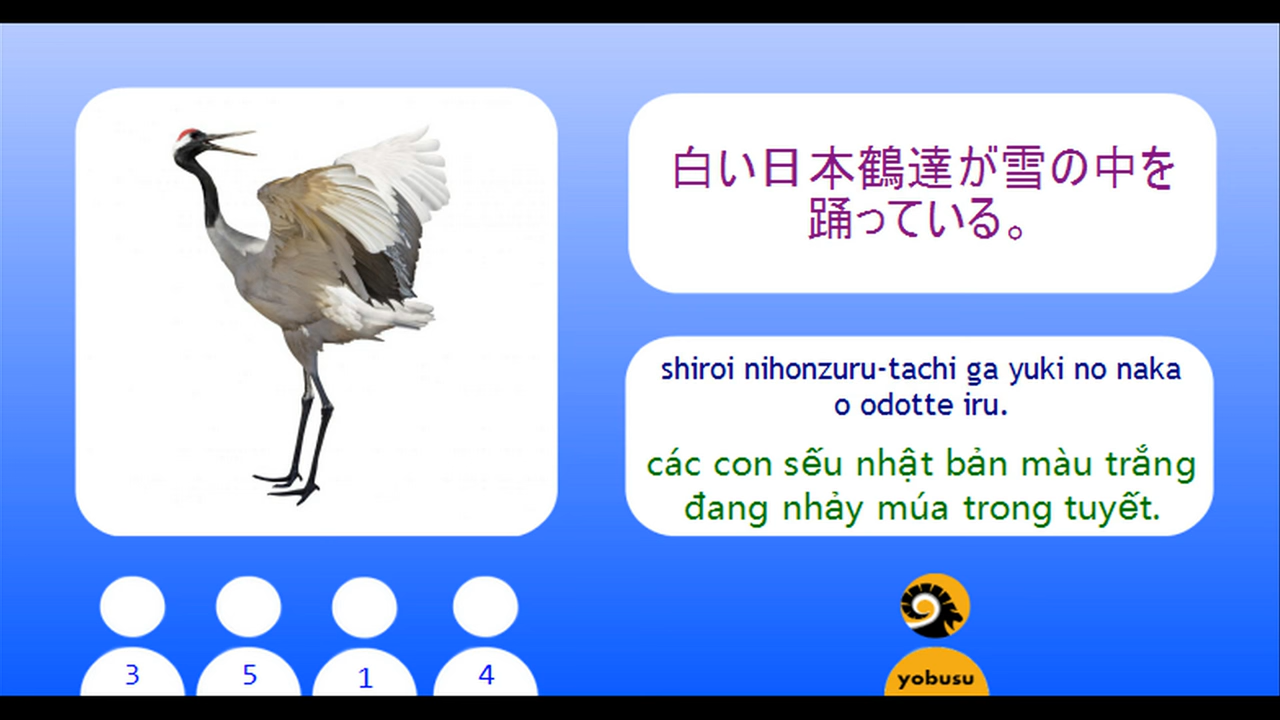 白い日本鶴達が雪の中を
踊っている。
shiroi nihonzuru-tachi ga yuki no naka
o odotte iru.
các con sếu nhật bản màu trắng
đang nhảy múa trong tuyết.
3 5 1 4
yobusu